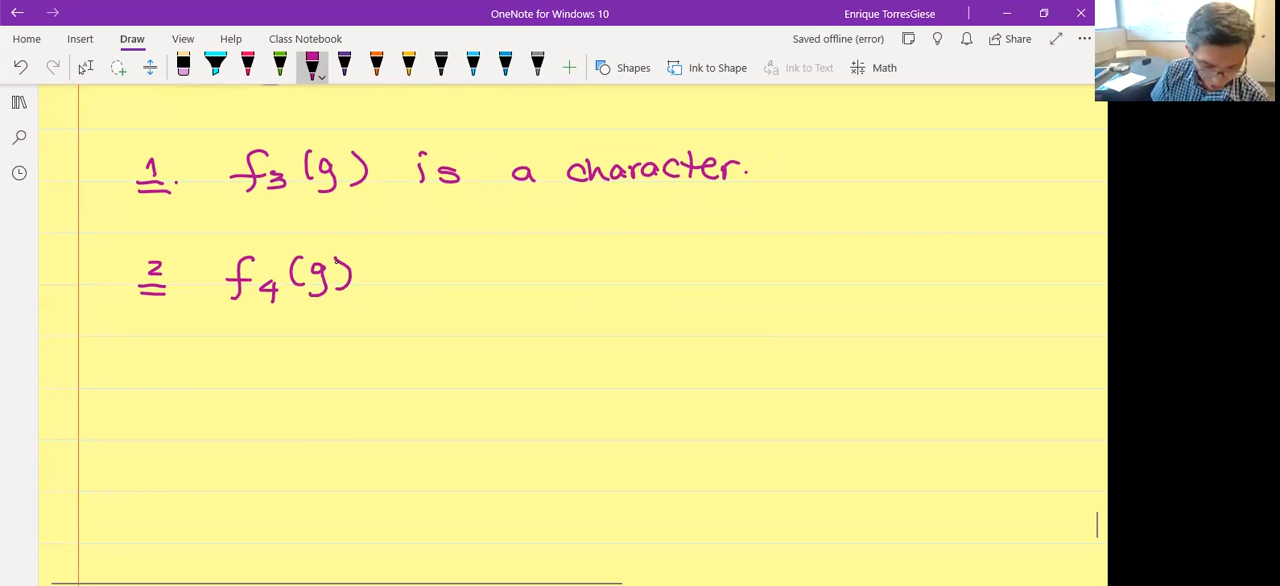 OneNote for Windows 10
Enrique TorresGiese
Home Insert Draw View Help Class Notebook
Saved offline (error) Share
Shapes Ink to Shape Ink to Text Math
1. f₃(g) is a character.
2 f₄(g)